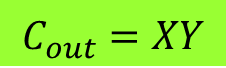 C_out = XY